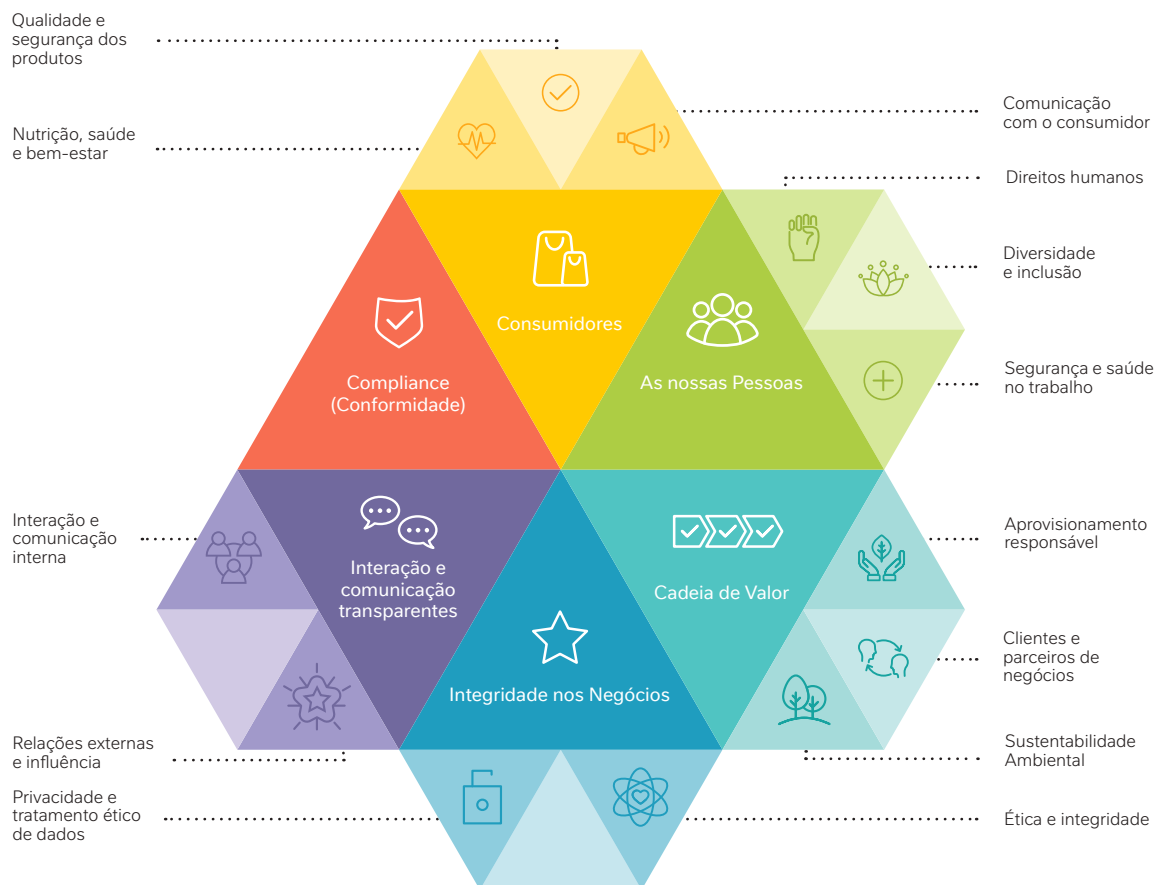 Qualidade e
segurança dos
produtos
Nutrição, saúde
e bem-estar
Comunicação
com o consumidor
Direitos humanos
Diversidade
e inclusão
Segurança e saúde
no trabalho
Consumidores
Compliance
(Conformidade)
As nossas Pessoas
Interação e
comunicação
interna
Interação e
comunicação
transparentes
Cadeia de Valor
Integridade nos Negócios
Aprovisionamento
responsável
Clientes e
parceiros de
negócios
Relações externas
e influência
Sustentabilidade
Ambiental
Privacidade e
tratamento ético
de dados
Ética e integridade